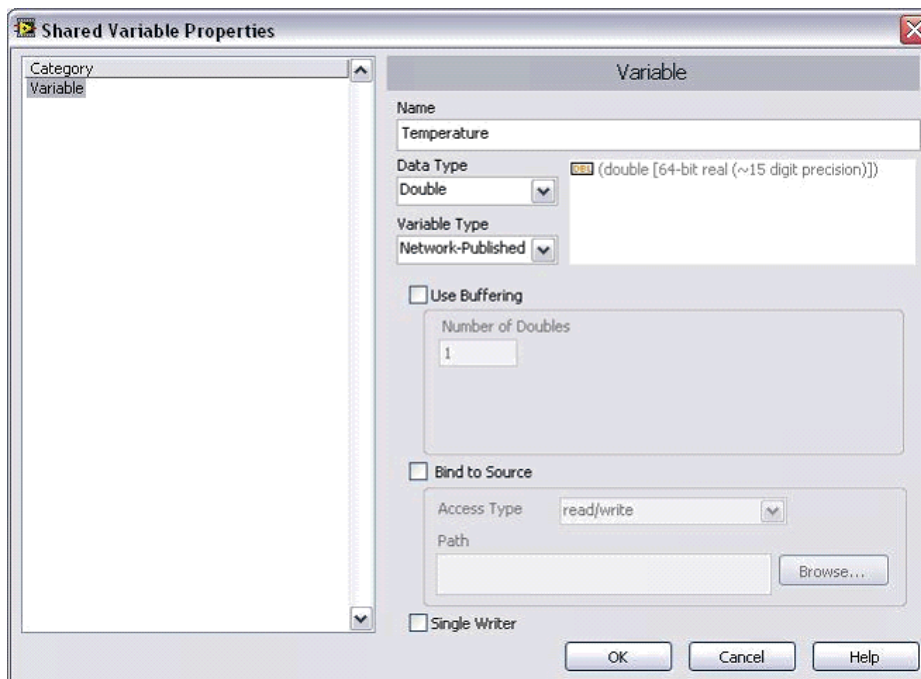 Shared Variable Properties
Category
Variable
Variable
Name
Temperature
Data Type
Double
DBL (double [64-bit real (~15 digit precision)])
Variable Type
Network-Published
Use Buffering
Number of Doubles
1
Bind to Source
Access Type read/write
Path
Browse...
Single Writer
OK Cancel Help